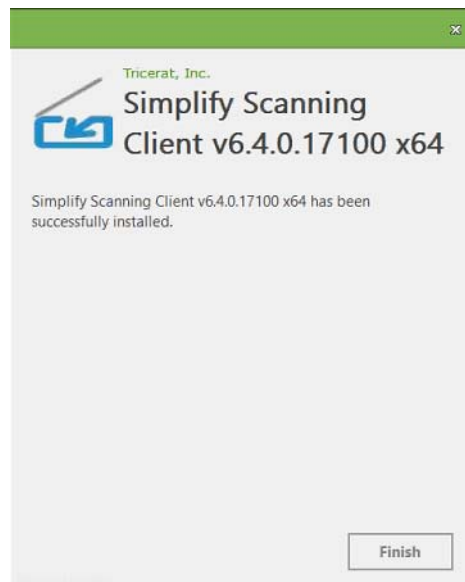 Tricerat, Inc.
Simplify Scanning
Client v6.4.0.17100 x64
Simplify Scanning Client v6.4.0.17100 x64 has been
successfully installed.
Finish